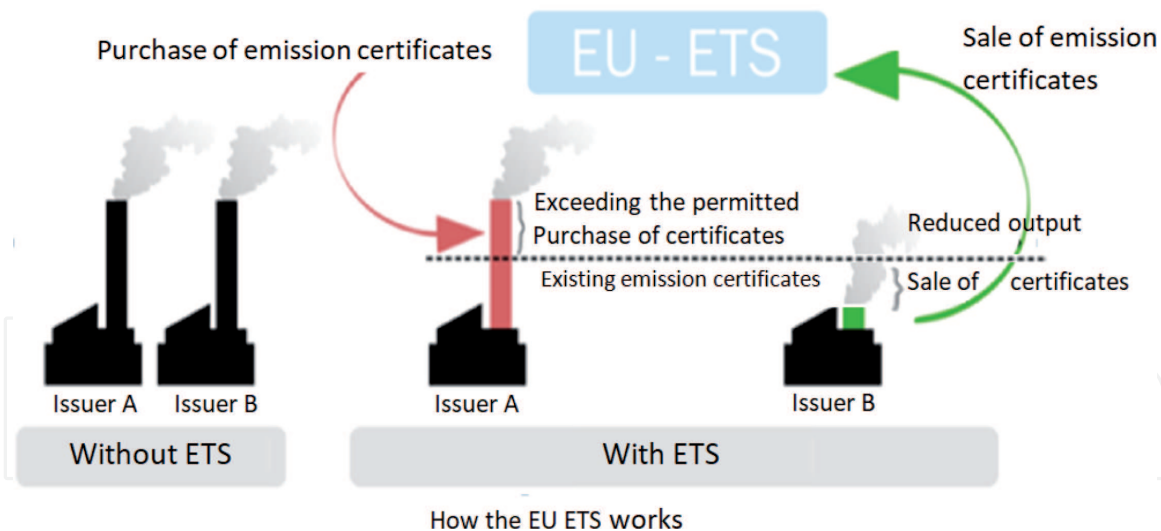 Purchase of emission certificates
EU - ETS
Sale of emission
certificates
Exceeding the permitted
Purchase of certificates
Reduced output
Existing emission certificates
Sale of certificates
Issuer A
Issuer B
Issuer A
Issuer B
Without ETS
With ETS
How the EU ETS works